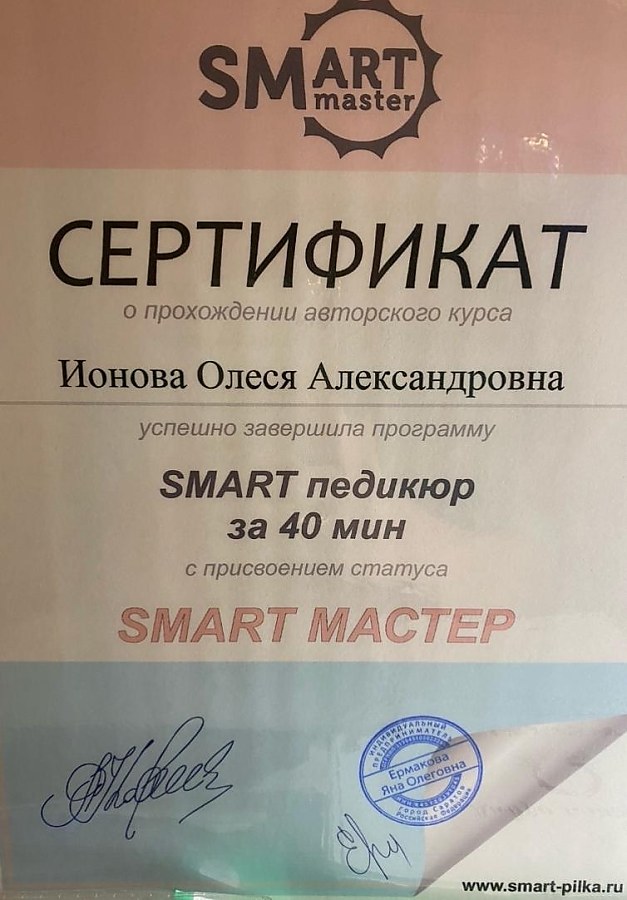 SMART
master
СЕРТИФИКАТ
о прохождении авторского курса
Ионова Олеся Александровна
успешно завершила программу
SMART педикюр
за 40 мин
с присвоением статуса
SMART МАСТЕР
ИНДИВИДУАЛЬНЫЙ
ПРЕДПРИНИМАТЕЛЬ
Ермакова
Яна Олеговна
город Саратов
Российская Федерация
www.smart-pilka.ru